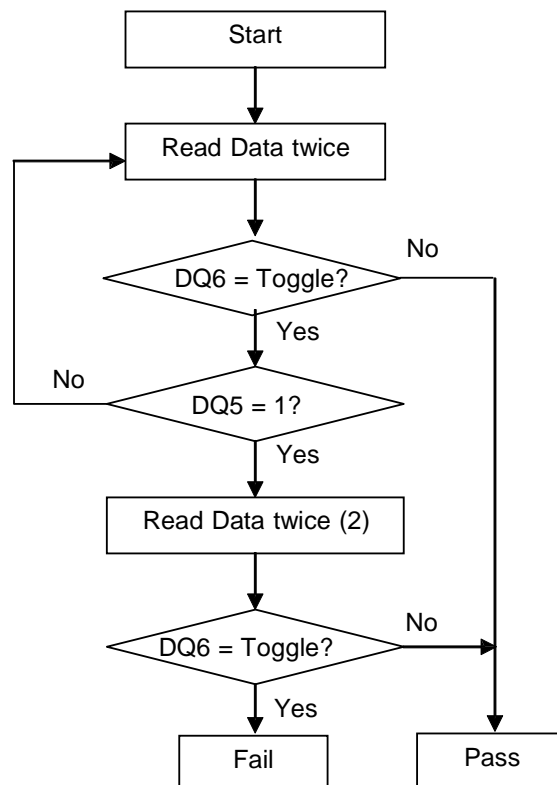 Start
Read Data twice
No
DQ6 = Toggle?
Yes
No
DQ5 = 1?
Yes
Read Data twice (2)
No
DQ6 = Toggle?
Yes
Fail
Pass